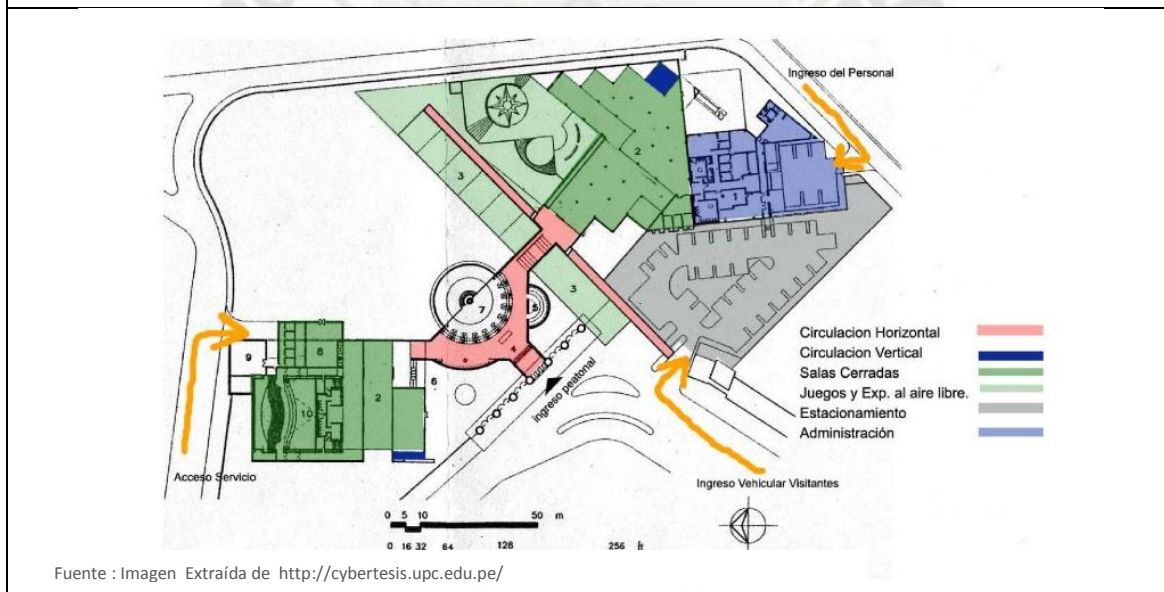 Ingreso del Personal
2
3
3
7
5
8
9
6
2
10
ingreso peatonal
Circulacion Horizontal
Circulacion Vertical
Salas Cerradas
Juegos y Exp. al aire libre.
Estacionamiento
Administración
Acceso Servicio
Ingreso Vehicular Visitantes
0 5 10 50 m
0 16 32 64 128 256 ft
Fuente : Imagen Extraída de http://cybertesis.upc.edu.pe/